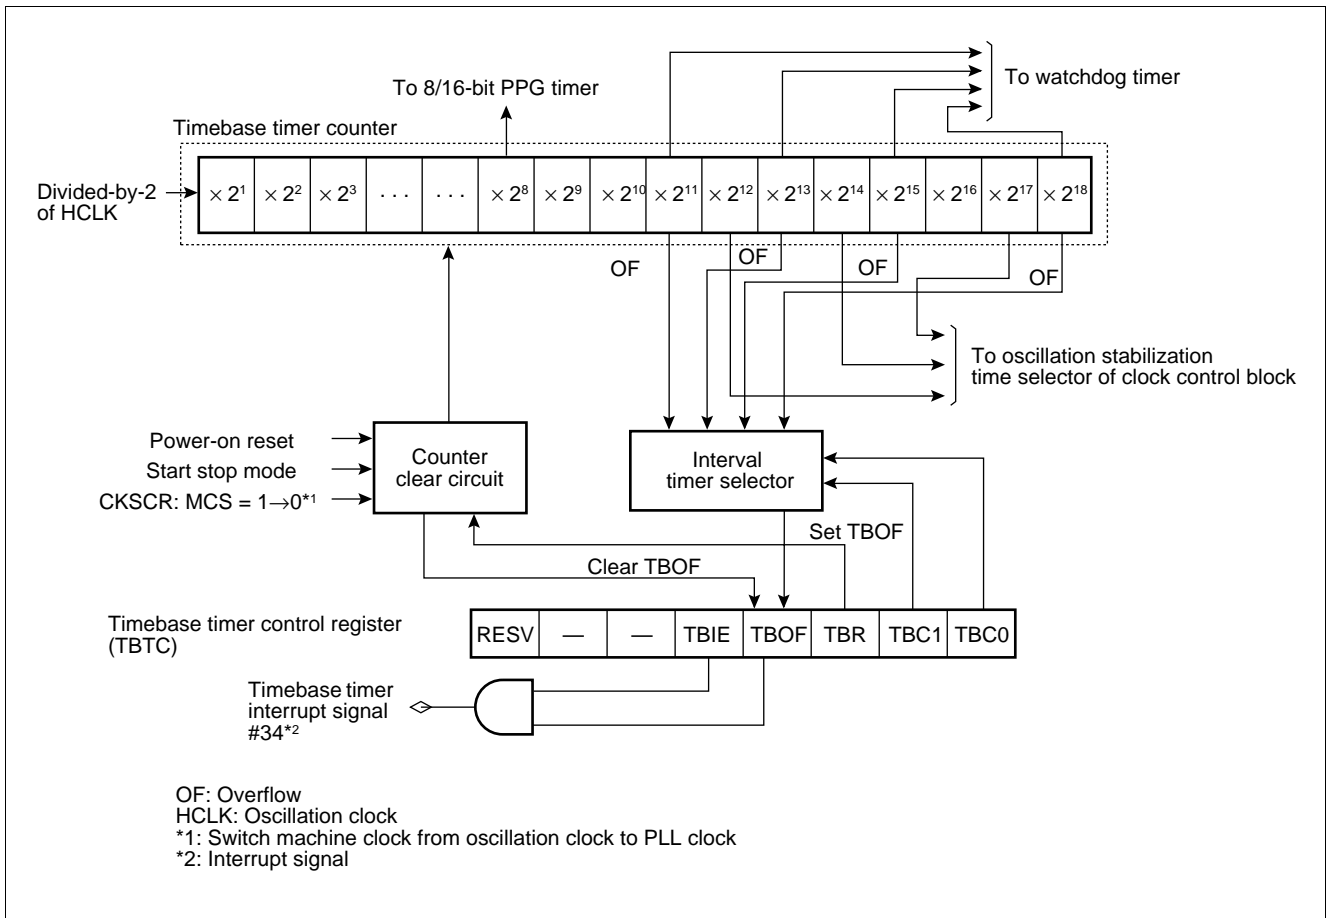 To watchdog timer
To 8/16-bit PPG timer
Timebase timer counter
Divided-by-2
of HCLK
× 2¹ × 2² × 2³ · · · · · · × 2⁸ × 2⁹ × 2¹⁰ × 2¹¹ × 2¹² × 2¹³ × 2¹⁴ × 2¹⁵ × 2¹⁶ × 2¹⁷ × 2¹⁸
OF OF OF OF
To oscillation stabilization
time selector of clock control block
Power-on reset
Start stop mode
CKSCR: MCS = 1→0*¹
Counter
clear circuit
Interval
timer selector
Set TBOF
Clear TBOF
Timebase timer control register
(TBTC)
RESV — — TBIE TBOF TBR TBC1 TBC0
Timebase timer
interrupt signal
#34*²
OF: Overflow
HCLK: Oscillation clock
*1: Switch machine clock from oscillation clock to PLL clock
*2: Interrupt signal